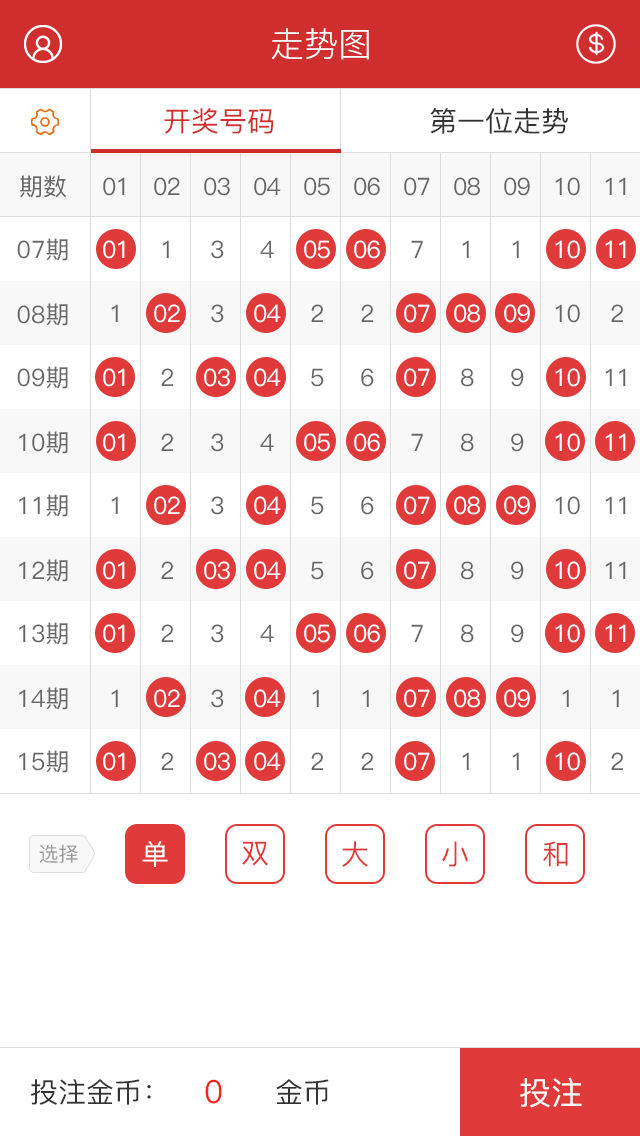 走势图
开奖号码 第一位走势
期数 01 02 03 04 05 06 07 08 09 10 11
07期 01 1 3 4 05 06 7 1 1 10 11
08期 1 02 3 04 2 2 07 08 09 10 2
09期 01 2 03 04 5 6 07 8 9 10 11
10期 01 2 3 4 05 06 7 8 9 10 11
11期 1 02 3 04 5 6 07 08 09 10 11
12期 01 2 03 04 5 6 07 8 9 10 11
13期 01 2 3 4 05 06 7 8 9 10 11
14期 1 02 3 04 1 1 07 08 09 1 1
15期 01 2 03 04 2 2 07 1 1 10 2
选择 单 双 大 小 和
投注金币: 0 金币 投注